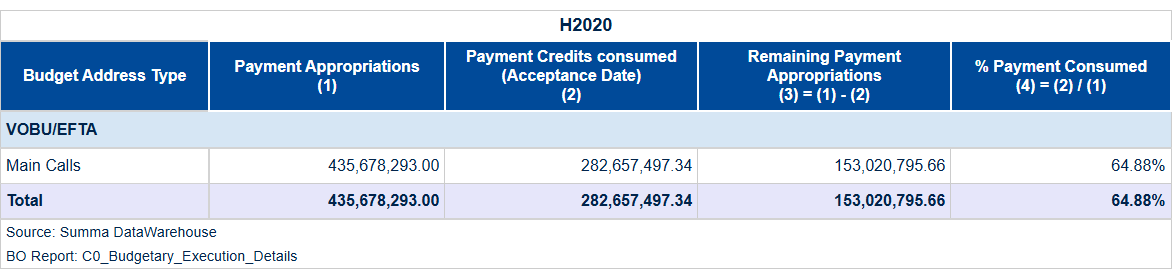 H2020
Budget Address Type
Payment Appropriations
(1)
Payment Credits consumed
(Acceptance Date)
(2)
Remaining Payment
Appropriations
(3) = (1) - (2)
% Payment Consumed
(4) = (2) / (1)
VOBU/EFTA
Main Calls 435,678,293.00 282,657,497.34 153,020,795.66 64.88%
Total 435,678,293.00 282,657,497.34 153,020,795.66 64.88%
Source: Summa DataWarehouse
BO Report: C0_Budgetary_Execution_Details